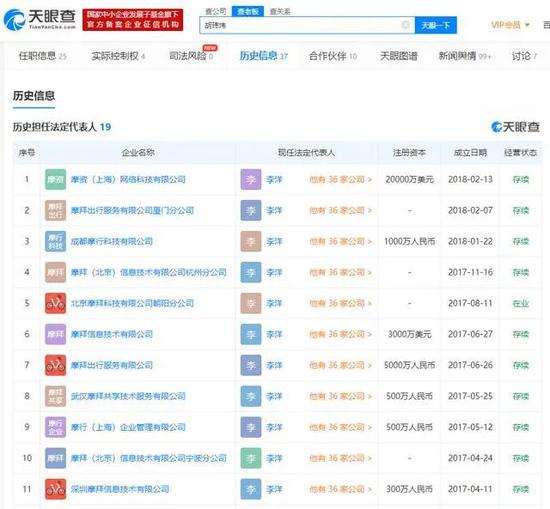 天眼查
TianYanCha.com
国家中小企业发展子基金旗下
官方备案企业征信机构
查公司 查老板 查关系
胡玮炜
天眼一下
VIP会员
百
任职信息 25 实际控制权 4 司法风险 0 NEW 历史信息 37 合作伙伴 10 天眼图谱 新闻舆情 99+ 讨论 7
历史信息
历史担任法定代表人 19
天眼查
序号 企业名称 现任法定代表人 注册资本 成立日期 经营状态
1 摩资 摩资（上海）网络科技有限公司 李 李洋 他有 36 家公司 > 20000万美元 2018-02-13 存续
2 摩拜出行 摩拜出行服务有限公司厦门分公司 李 李洋 他有 36 家公司 > - 2018-02-07 存续
3 摩行科技 成都摩行科技有限公司 李 李洋 他有 36 家公司 > 1000万人民币 2018-01-22 存续
4 摩拜 摩拜（北京）信息技术有限公司杭州分公司 李 李洋 他有 36 家公司 > - 2017-11-16 存续
5 北京摩拜科技有限公司朝阳分公司 李 李洋 他有 36 家公司 > - 2017-08-11 在业
6 摩拜 摩拜信息技术有限公司 李 李洋 他有 36 家公司 > 3000万美元 2017-06-27 存续
7 摩拜出行服务有限公司 李 李洋 他有 36 家公司 > 5000万人民币 2017-06-26 存续
8 摩拜共享 武汉摩拜共享技术服务有限公司 李 李洋 他有 36 家公司 > 500万人民币 2017-05-25 存续
9 摩行企业 摩行（上海）企业管理有限公司 李 李洋 他有 36 家公司 > 500万人民币 2017-05-12 存续
10 摩拜 摩拜（北京）信息技术有限公司宁波分公司 李 李洋 他有 36 家公司 > - 2017-04-24 存续
11 深圳摩拜信息技术有限公司 李 李洋 他有 36 家公司 > 300万人民币 2017-04-11 存续